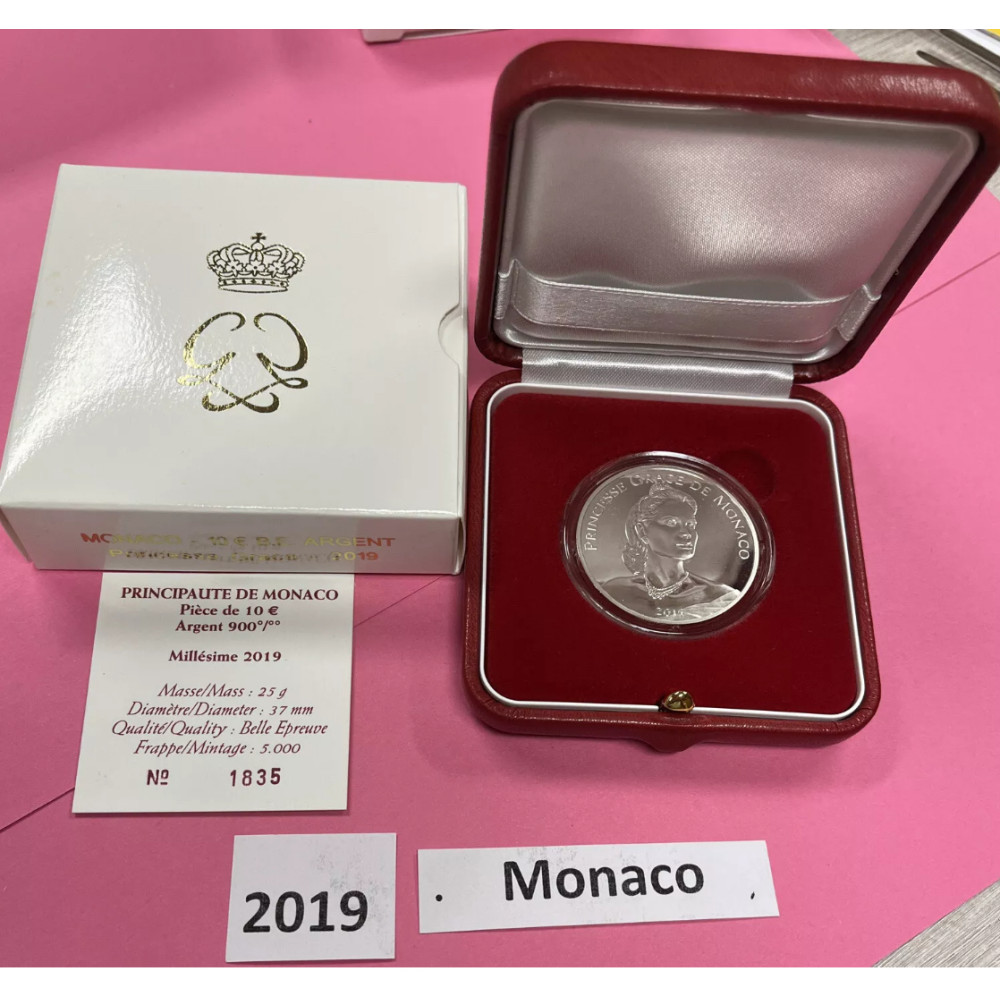 MONACO - 10 € B.E. ARGENT
2019
PRINCIPAUTE DE MONACO
Pièce de 10 €
Argent 900°/°°
Millésime 2019
Masse/Mass : 25 g
Diamètre/Diameter : 37 mm
Qualité/Quality : Belle Epreuve
Frappe/Mintage : 5.000
Nº 1835
PRINCESSE GRACE DE MONACO
2019
2019
. Monaco .